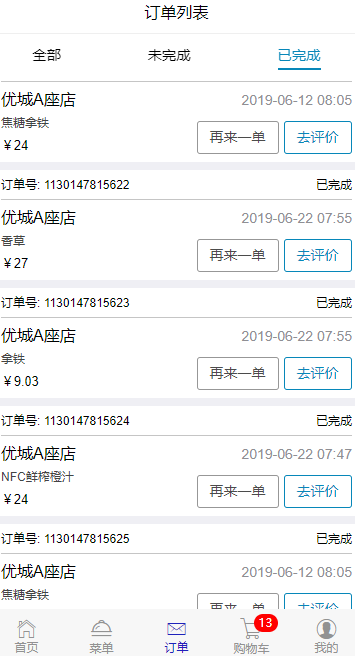 订单列表
全部 未完成 已完成
优城A座店 2019-06-12 08:05
焦糖拿铁
￥24 再来一单 去评价
订单号: 1130147815622 已完成
优城A座店 2019-06-22 07:55
香草
￥27 再来一单 去评价
订单号: 1130147815623 已完成
优城A座店 2019-06-22 07:55
拿铁
￥9.03 再来一单 去评价
订单号: 1130147815624 已完成
优城A座店 2019-06-22 07:47
NFC鲜榨橙汁
￥24 再来一单 去评价
订单号: 1130147815625 已完成
优城A座店 2019-06-12 08:05
焦糖拿铁
再来一单 去评价
13
首页 菜单 订单 购物车 我的